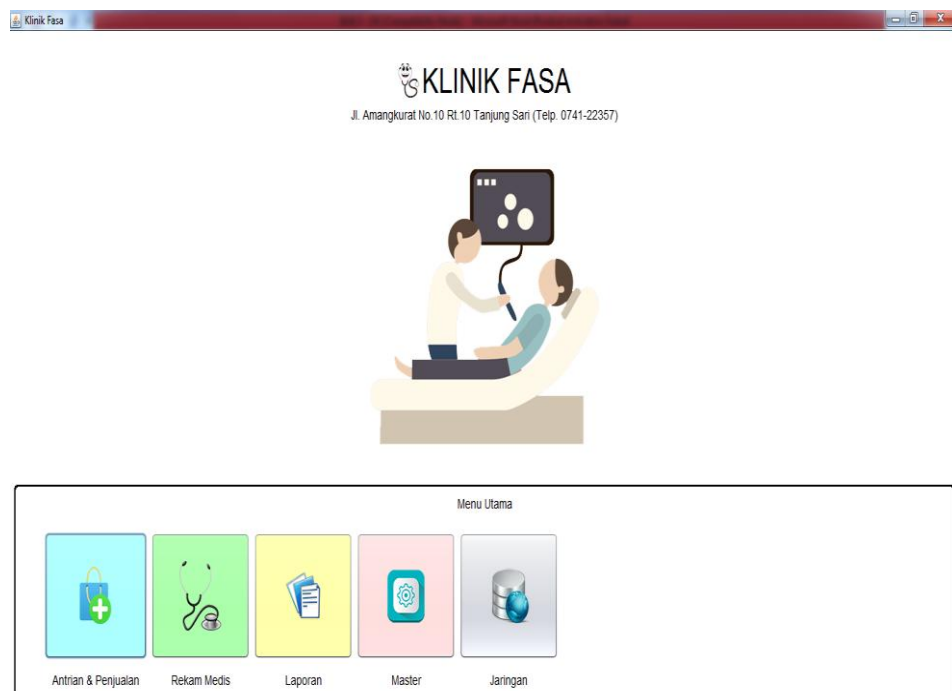 Klinik Fasa
KLINIK FASA
Jl. Amangkurat No.10 Rt.10 Tanjung Sari (Telp. 0741-22357)
Menu Utama
Antrian & Penjualan
Rekam Medis
Laporan
Master
Jaringan